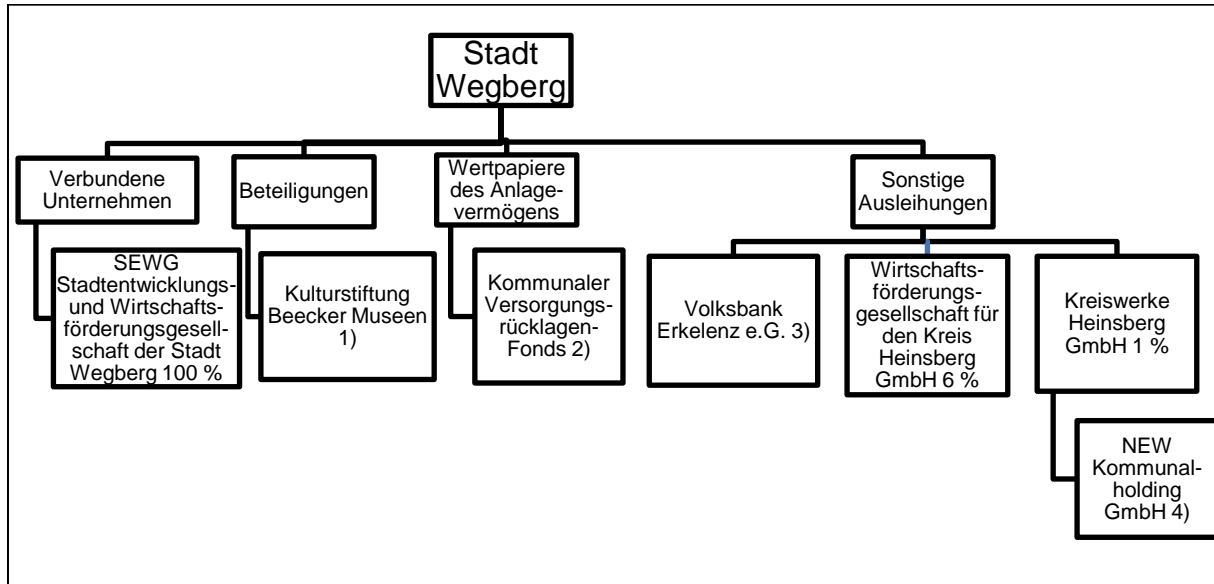 Stadt
Wegberg
Verbundene
Unternehmen
Beteiligungen
Wertpapiere
des Anlage-
vermögens
Sonstige
Ausleihungen
SEWG
Stadtentwicklungs-
und Wirtschafts-
förderungsgesell-
schaft der Stadt
Wegberg 100 %
Kulturstiftung
Beecker Museen
1)
Kommunaler
Versorgungs-
rücklagen-
Fonds 2)
Volksbank
Erkelenz e.G. 3)
Wirtschafts-
förderungs-
gesellschaft für
den Kreis
Heinsberg
GmbH 6 %
Kreiswerke
Heinsberg
GmbH 1 %
NEW
Kommunal-
holding
GmbH 4)